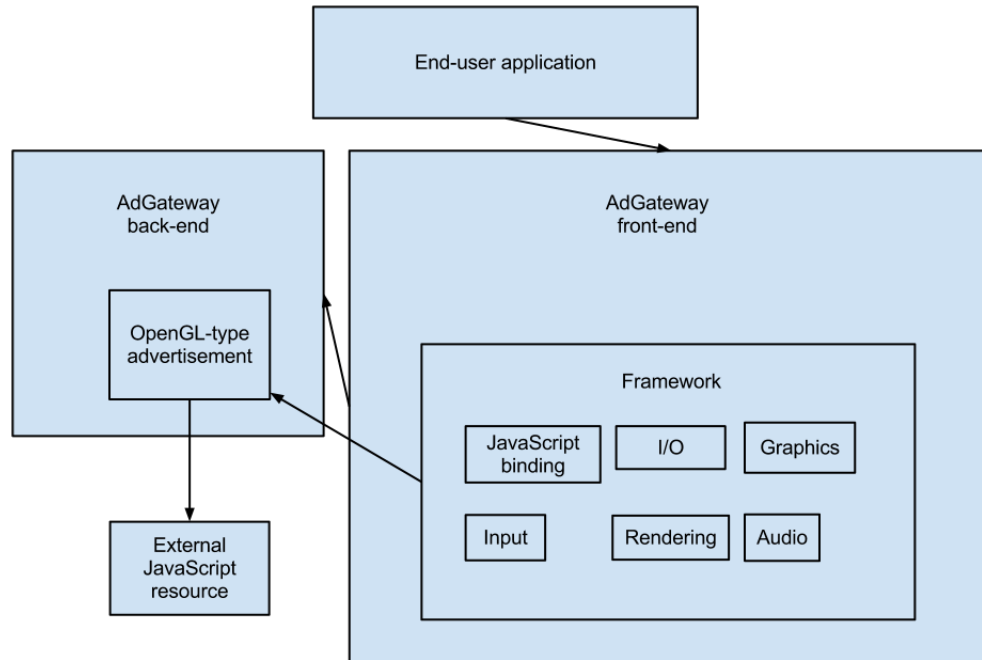 End-user application
AdGateway
back-end
AdGateway
front-end
OpenGL-type
advertisement
Framework
JavaScript
binding
I/O
Graphics
Input
Rendering
Audio
External
JavaScript
resource